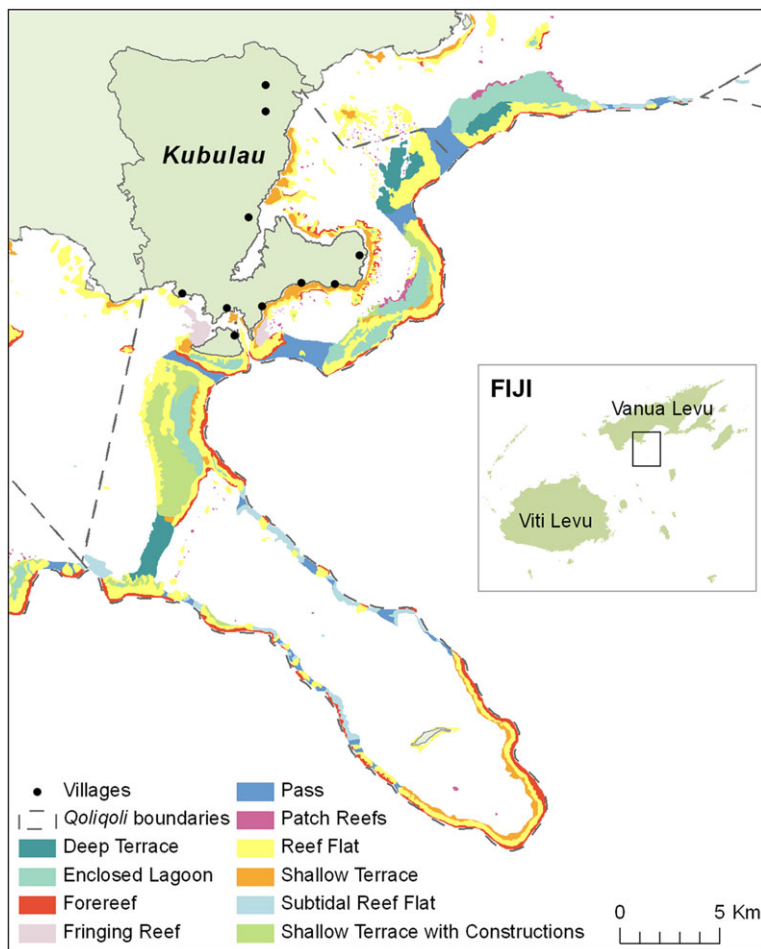 Kubulau
FIJI
Vanua Levu
Viti Levu
Villages
Qoliqoli boundaries
Deep Terrace
Enclosed Lagoon
Forereef
Fringing Reef
Pass
Patch Reefs
Reef Flat
Shallow Terrace
Subtidal Reef Flat
Shallow Terrace with Constructions
0 5 Km